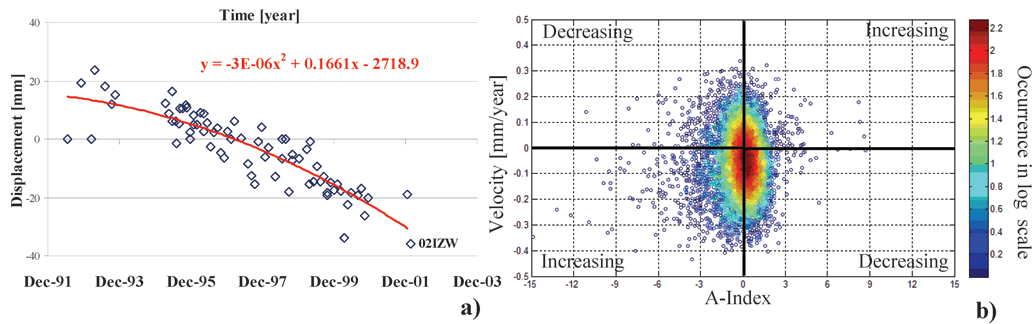 Time [year]
y = -3E-06x² + 0.1661x - 2718.9
Displacement [mm]
40
20
0
-20
-40
02IZW
Dec-91 Dec-93 Dec-95 Dec-97 Dec-99 Dec-01 Dec-03
a)
Decreasing Increasing
Velocity [mm/year]
0.5
0.4
0.3
0.2
0.1
0
-0.1
-0.2
-0.3
0.4
0.5
Increasing Decreasing
-15 -12 -9 -6 -3 0 3 6 9 12 15
A-Index
2.2
2
1.8
1.6
1.4
1.2
1
0.8
0.6
0.4
0.2
Occurrence in log scale
b)